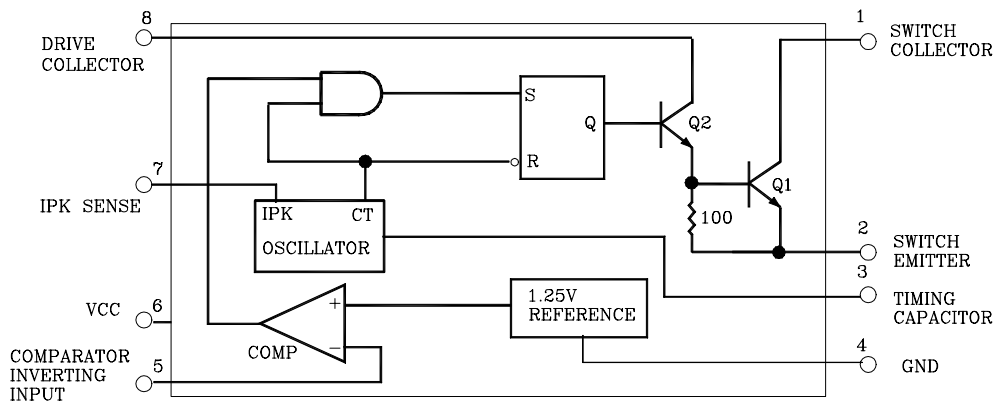 8
DRIVE
COLLECTOR
1
SWITCH
COLLECTOR
S
Q
R
Q2
Q1
7
IPK SENSE
IPK
CT
OSCILLATOR
100
2
SWITCH
EMITTER
3
TIMING
CAPACITOR
6
VCC
+
−
COMP
1.25V
REFERENCE
5
COMPARATOR
INVERTING
INPUT
4
GND